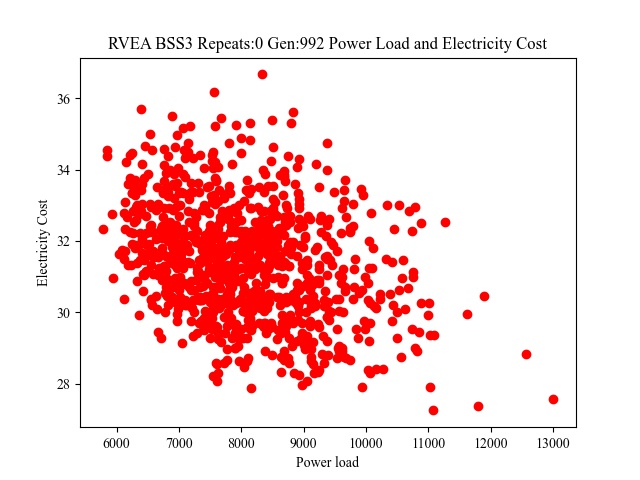 RVEA BSS3 Repeats:0 Gen:992 Power Load and Electricity Cost
36
34
32
30
28
Electricity Cost
6000 7000 8000 9000 10000 11000 12000 13000
Power load